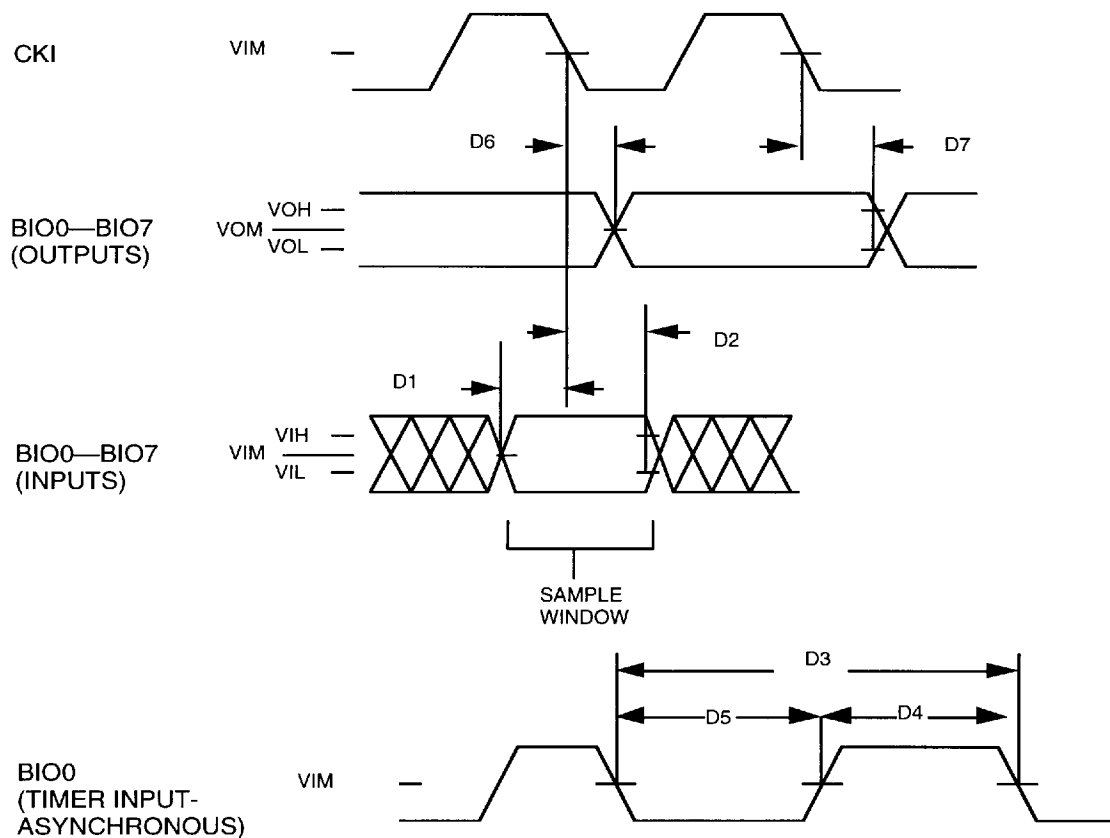 CKI
VIM
D6
D7
BIO0—BIO7
(OUTPUTS)
VOH
VOM
VOL
D2
D1
BIO0—BIO7
(INPUTS)
VIH
VIM
VIL
SAMPLE
WINDOW
D3
D5
D4
BIO0
(TIMER INPUT-
ASYNCHRONOUS)
VIM